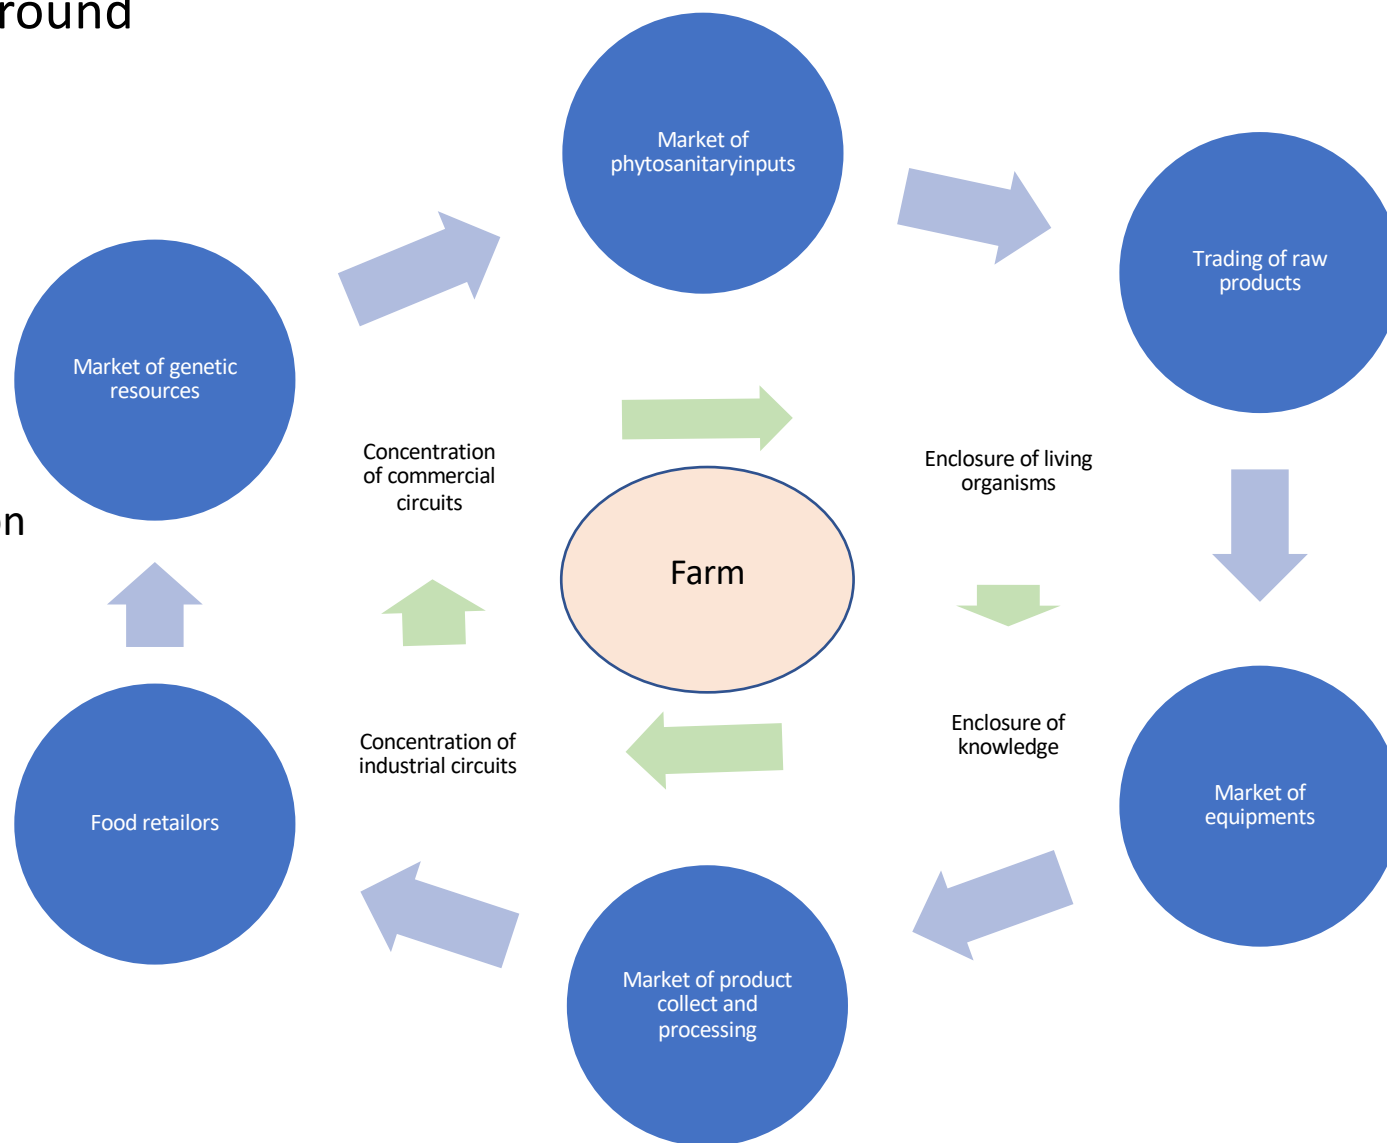 round
Market of
phytosanitaryinputs
Trading of raw
products
Market of genetic
resources
Concentration
of commercial
circuits
Enclosure of living
organisms
on
Farm
Concentration of
industrial circuits
Enclosure of
knowledge
Food retailors
Market of
equipments
Market of product
collect and
processing